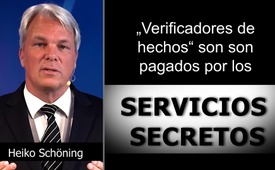 „Verificadores de
hechos“ son son
pagados por los
SERVICIOS
SECRETOS
Heiko Schöning